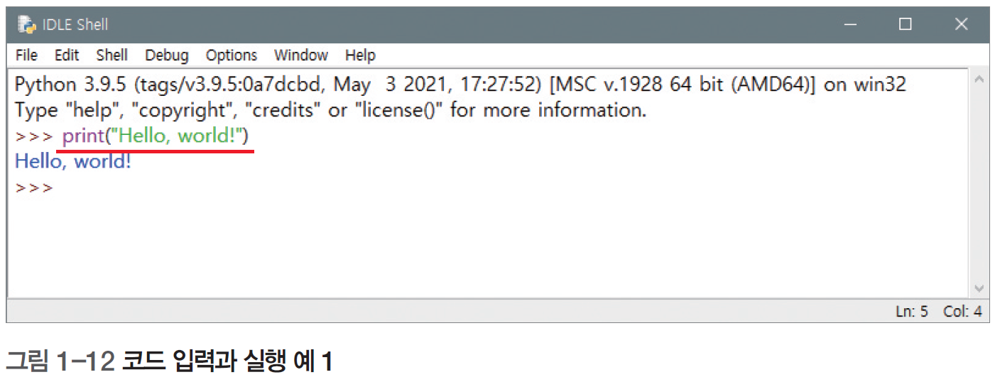 IDLE Shell
File Edit Shell Debug Options Window Help
Python 3.9.5 (tags/v3.9.5:0a7dcbd, May  3 2021, 17:27:52) [MSC v.1928 64 bit (AMD64)] on win32
Type "help", "copyright", "credits" or "license()" for more information.
>>> print("Hello, world!")
Hello, world!
>>>
Ln: 5 Col: 4
그림 1-12 코드 입력과 실행 예 1